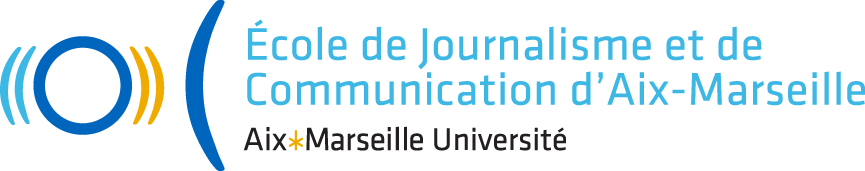 École de Journalisme et de
Communication d'Aix-Marseille
Aix*Marseille Université